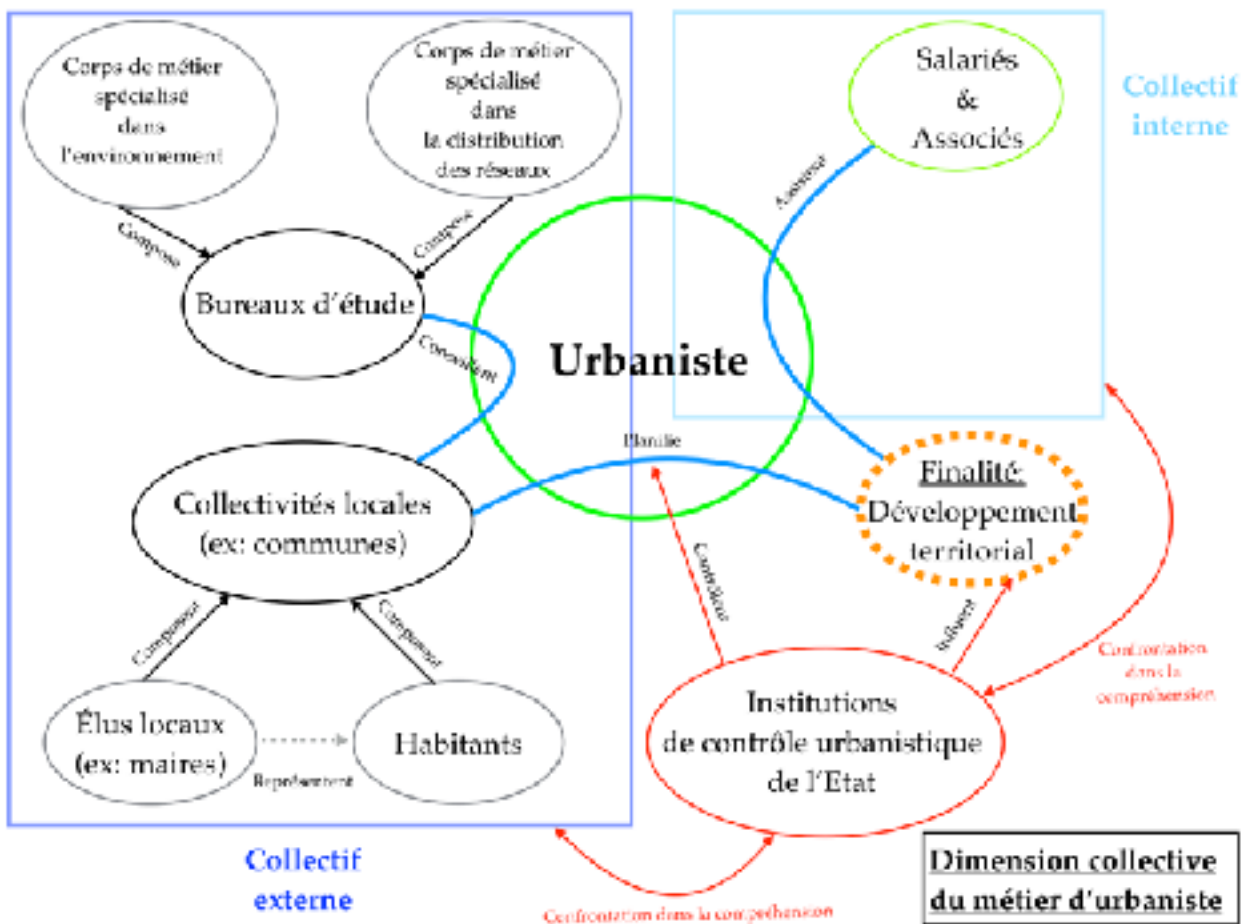 Corps de métier
spécialisé
dans
l'environnement
Corps de métier
spécialisé
dans
la distribution
des réseaux
Compose
Compose
Bureaux d'étude
Conseillent
Collectivités locales
(ex: communes)
Composent
Composent
Élus locaux
(ex: maires)
Représentent
Habitants
Collectif
externe
Urbaniste
Planifie
Salariés
&
Associés
Collectif
interne
Finalité:
Développement
territorial
Contrôlent
Influent
Institutions
de contrôle urbanistique
de l'Etat
Confrontation
dans la
compréhension
Confrontation dans la compréhension
Dimension collective
du métier d'urbaniste